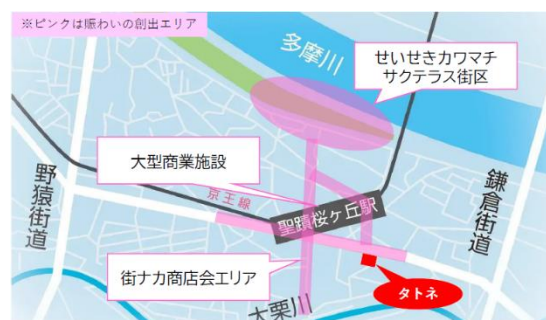 ※ピンクは賑わいの創出エリア
多摩川
せいせきカワマチ
サクテラス街区
大型商業施設
野猿街道
京王線
聖蹟桜ヶ丘駅
鎌倉街道
街ナカ商店会エリア
タトネ
大栗川